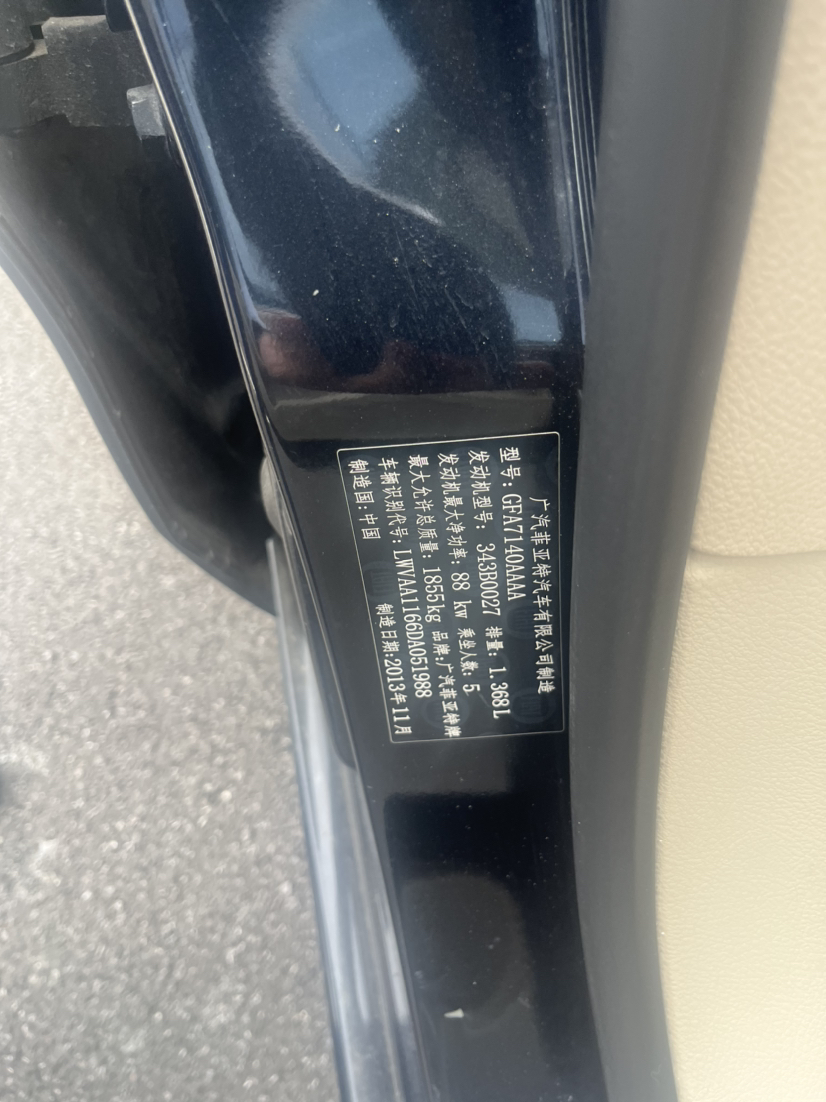 广汽菲亚特汽车有限公司制造
型号: GFA7140AAAA
发动机型号: 343B0027 排量: 1.368L
发动机最大净功率: 88 kw 乘坐人数: 5
最大允许总质量: 1855kg 品牌:广汽菲亚特牌
车辆识别代号: LWVAA1166DA051988
制造国: 中国 制造日期:2013年11月